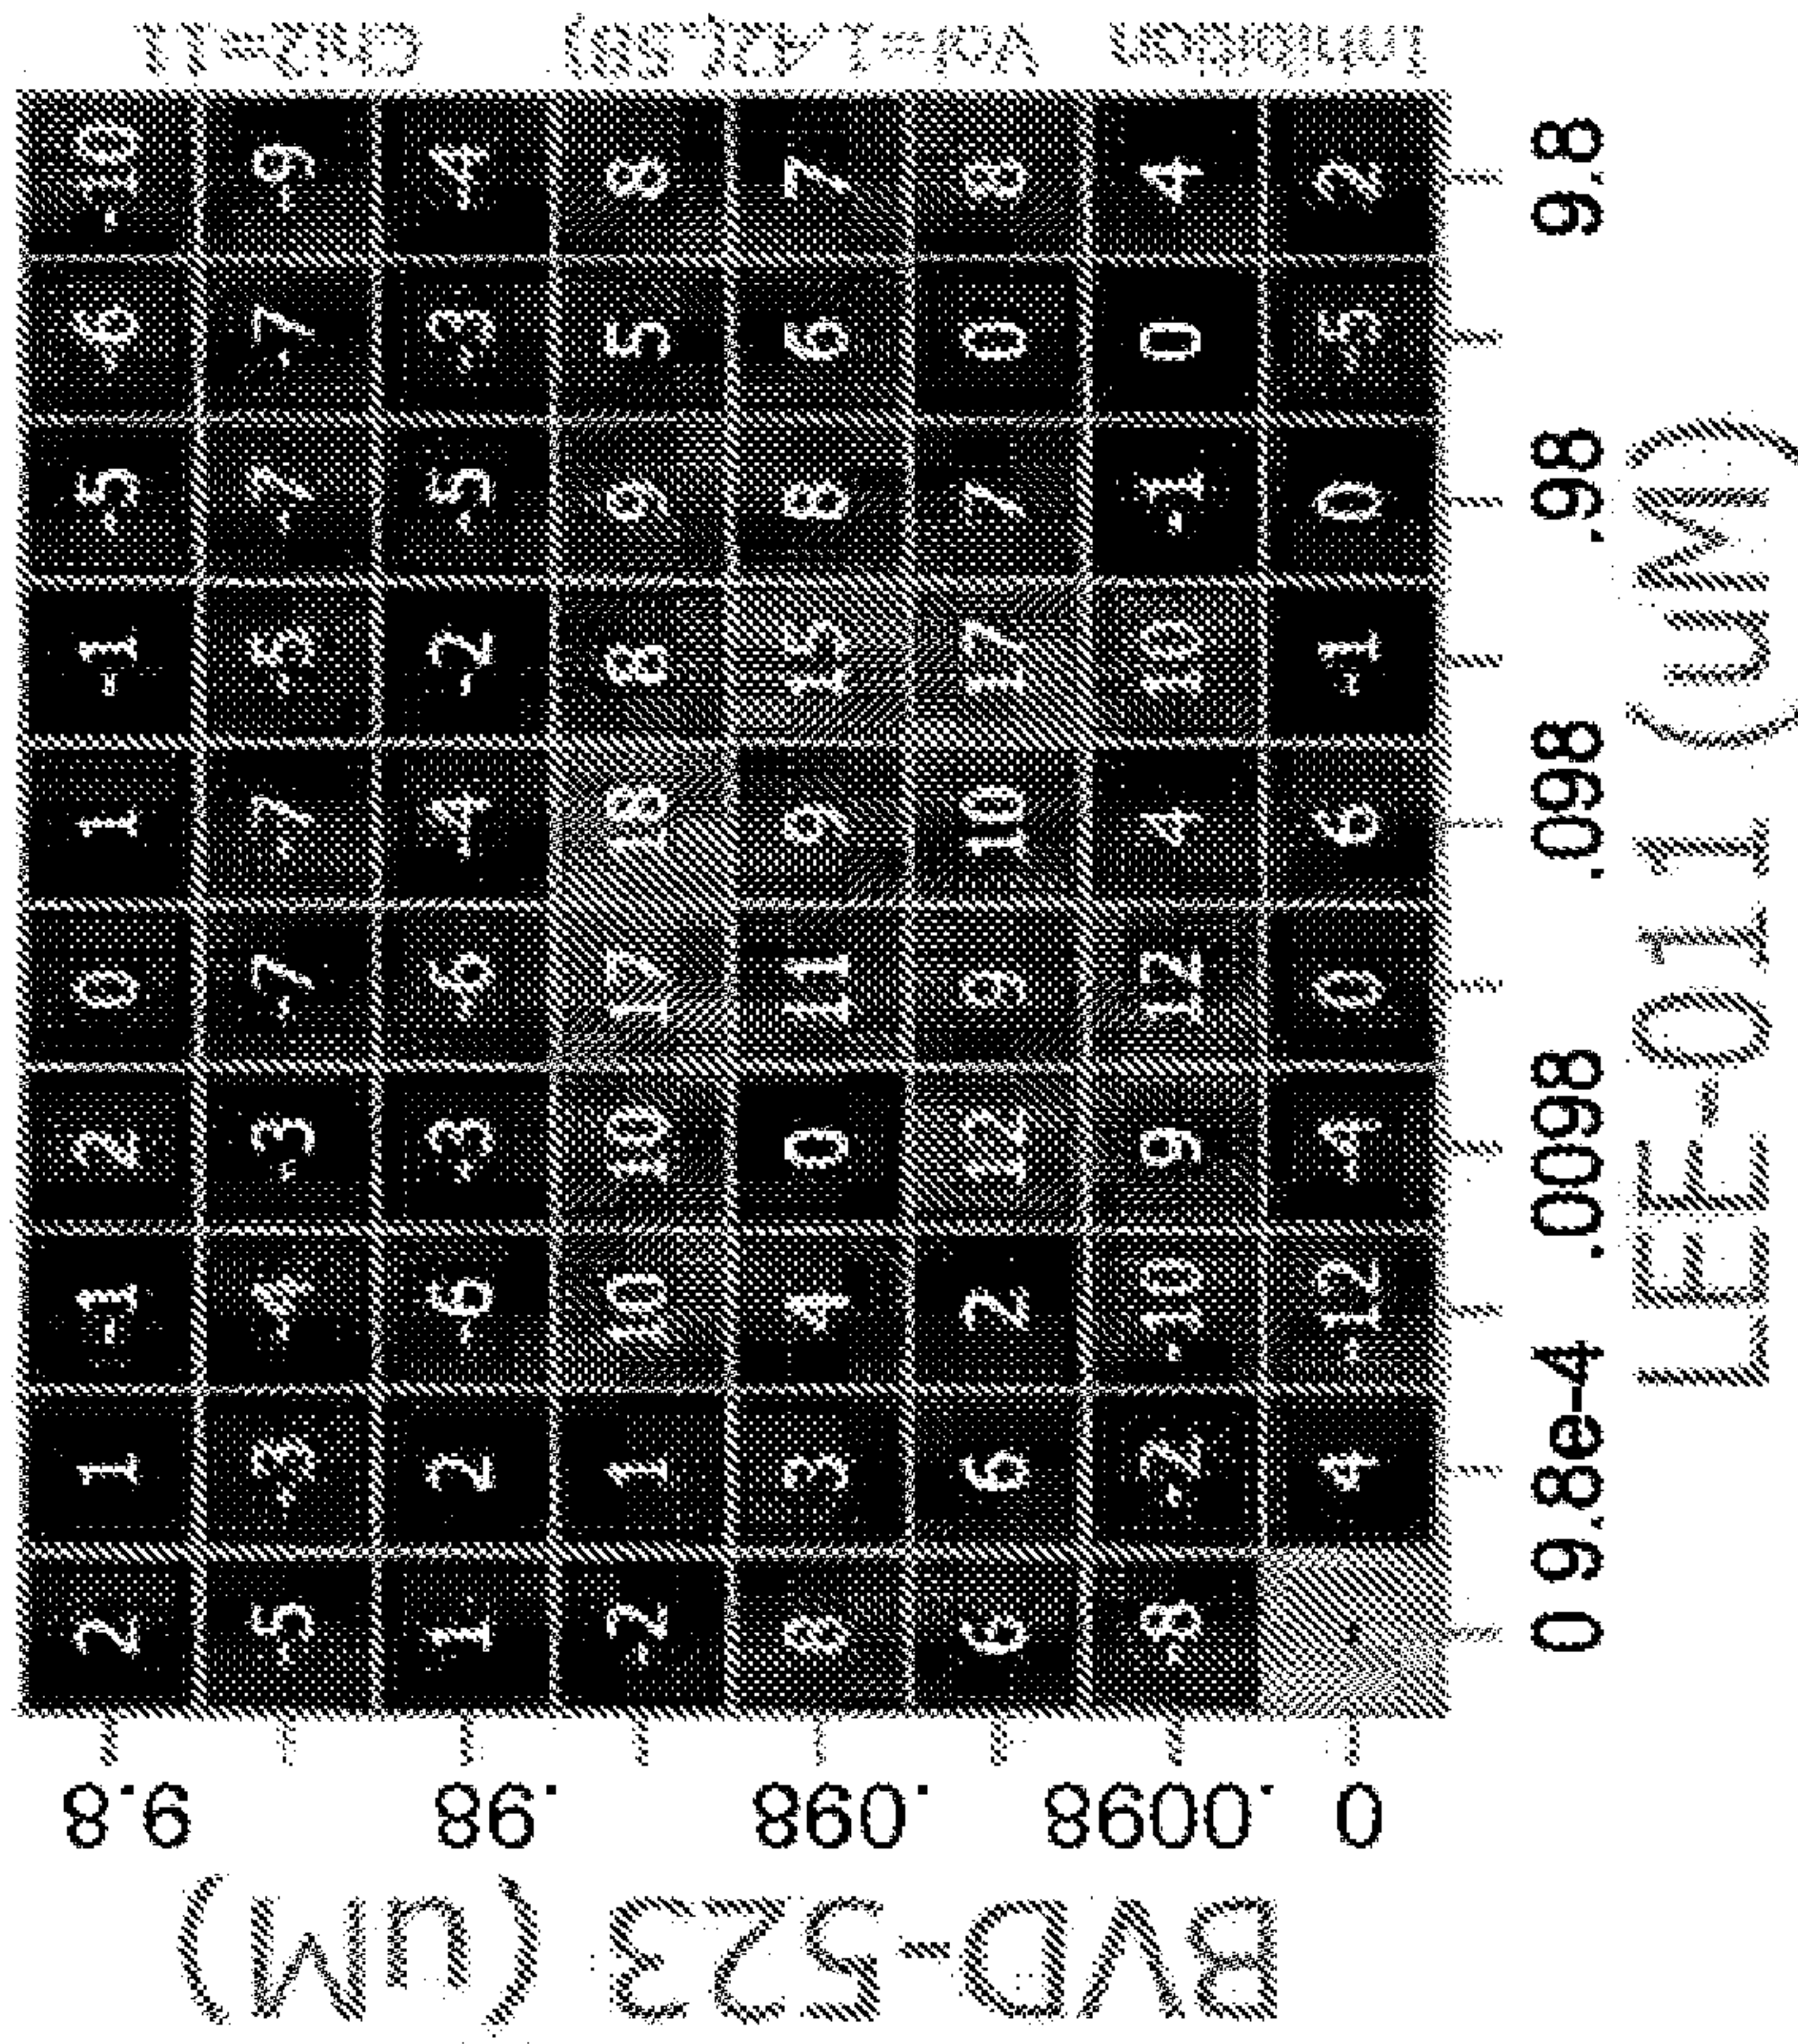 9.8 2 1 -1 2 0 1 -1 -5 -6 -10
-5 -3 -4 -3 -7 -7 -5 -7 -7 -9
.98 1 2 -6 -3 -6 -4 -2 -5 -3 -4
-2 1 10 10 17 18 8 9 5 8
.098 8 3 4 0 11 9 15 8 6 7
6 6 2 12 9 10 17 7 0 8
.0098 -8 -2 -10 9 12 4 10 -1 0 4
0 . 4 -12 -4 0 6 -1 0 -5 2
0 9.8e-4 .0098 .098 .98 9.8
LEE-011 (uM)
BVD-523 (uM)
Inhibition Vol=1.42(.58) Chi2=11